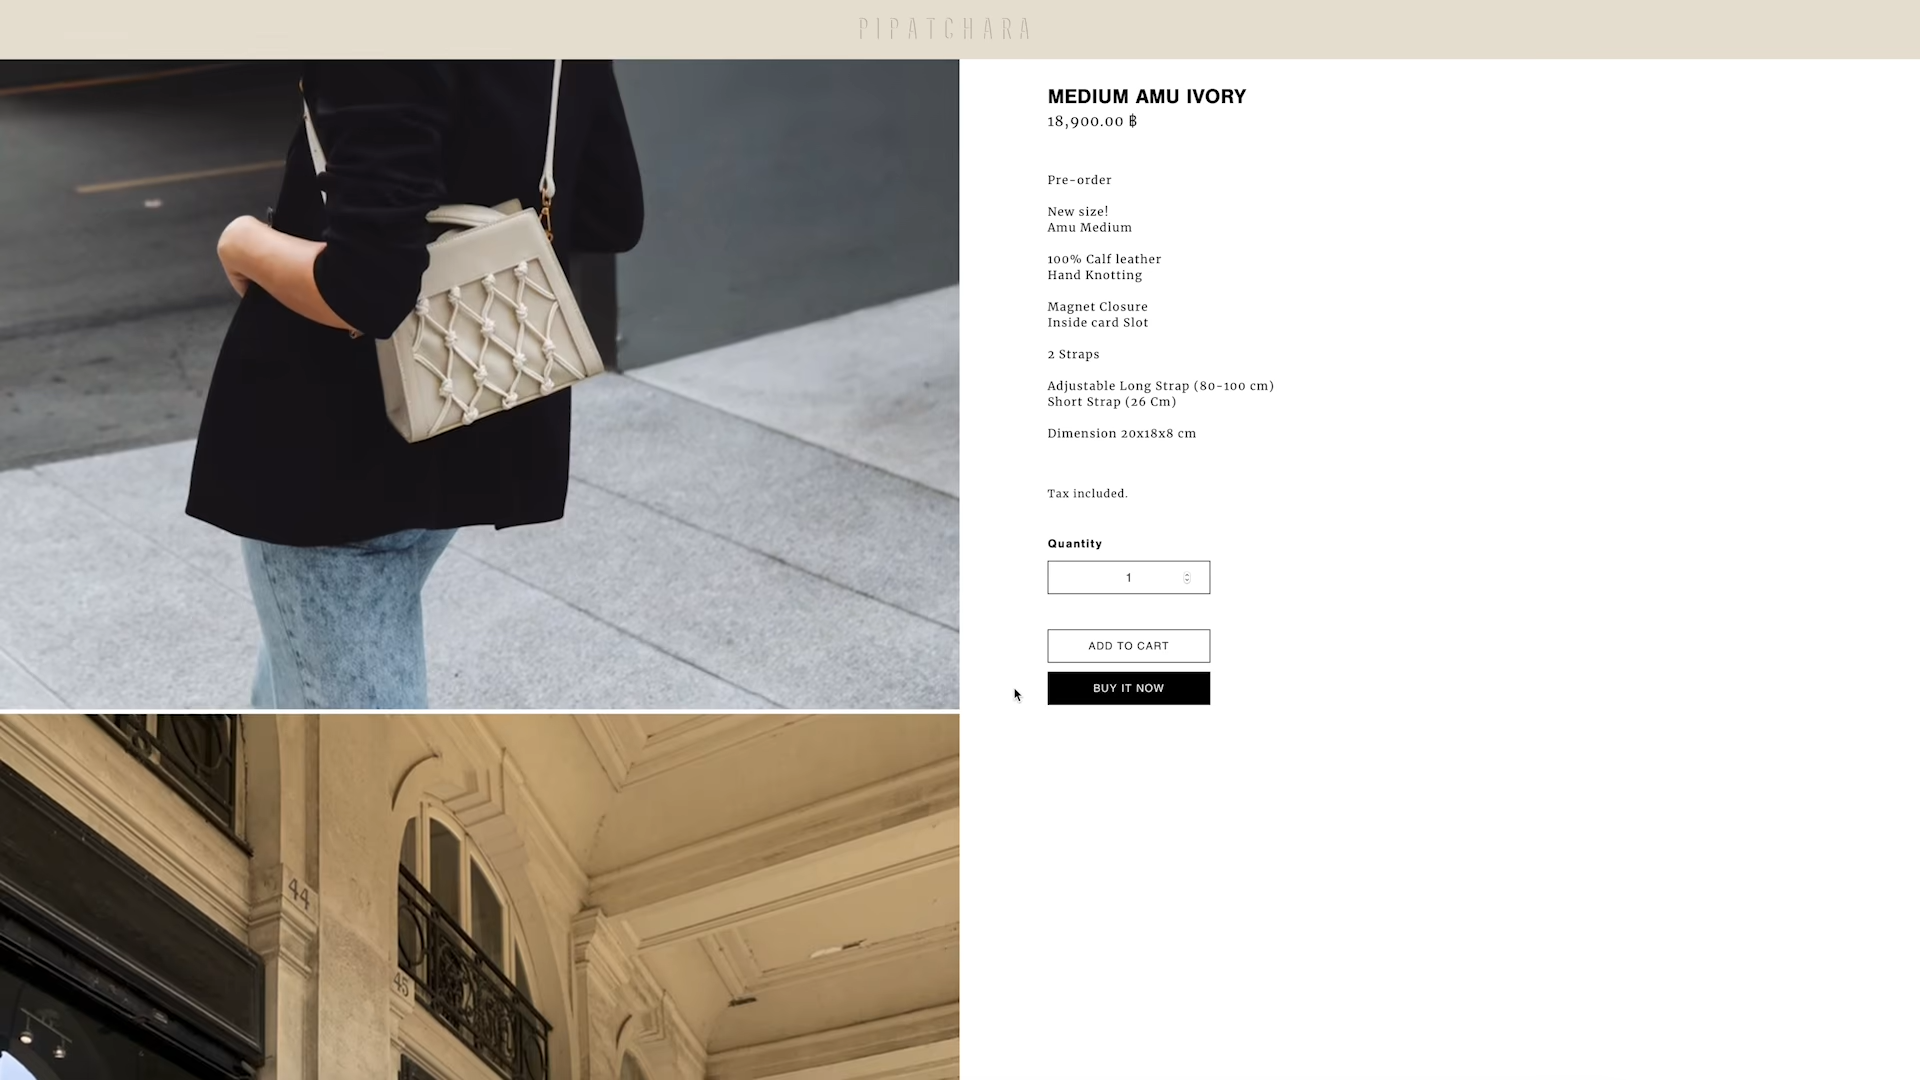 PIPATCHARA
MEDIUM AMU IVORY
18,900.00 ฿
Pre-order
New size!
Amu Medium
100% Calf leather
Hand Knotting
Magnet Closure
Inside card Slot
2 Straps
Adjustable Long Strap (80-100 cm)
Short Strap (26 Cm)
Dimension 20x18x8 cm
Tax included.
Quantity
1
ADD TO CART
BUY IT NOW
44
45